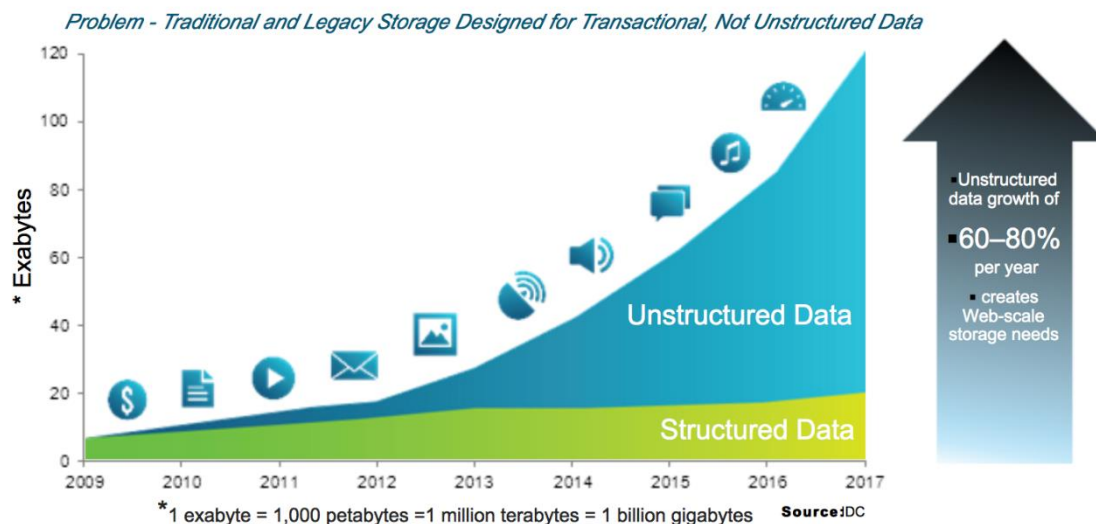 Problem - Traditional and Legacy Storage Designed for Transactional, Not Unstructured Data
* Exabytes
120
100
80
60
40
20
0
$
Unstructured Data
Structured Data
2009 2010 2011 2012 2013 2014 2015 2016 2017
*1 exabyte = 1,000 petabytes =1 million terabytes = 1 billion gigabytes
Source:IDC
▪Unstructured
data growth of
▪60–80%
per year
▪ creates
Web-scale
storage needs